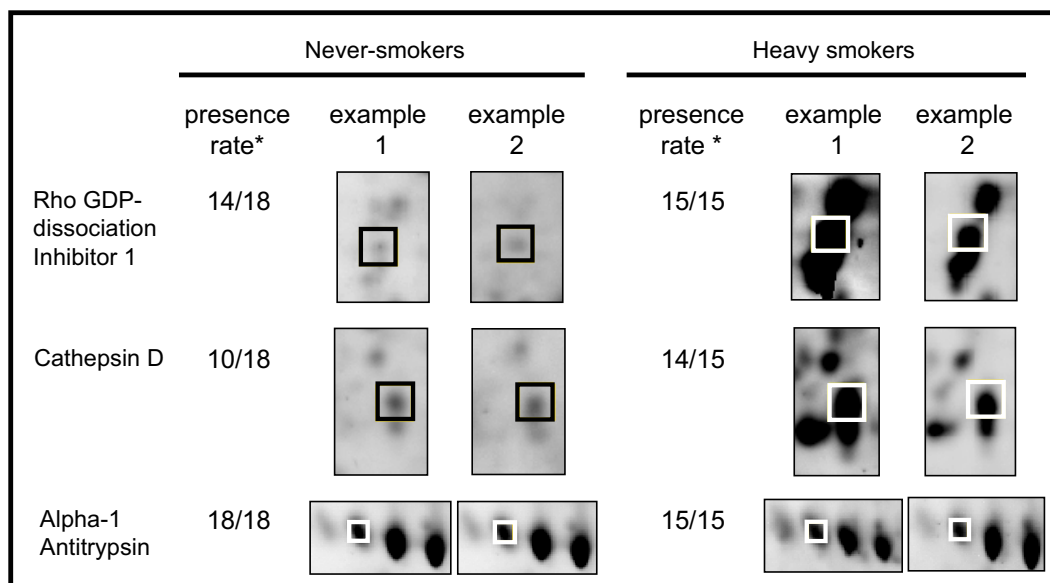 Never-smokers Heavy smokers
presence example example presence example example
rate* 1 2 rate * 1 2
Rho GDP- 14/18 15/15
dissociation
Inhibitor 1
Cathepsin D 10/18 14/15
Alpha-1 18/18 15/15
Antitrypsin